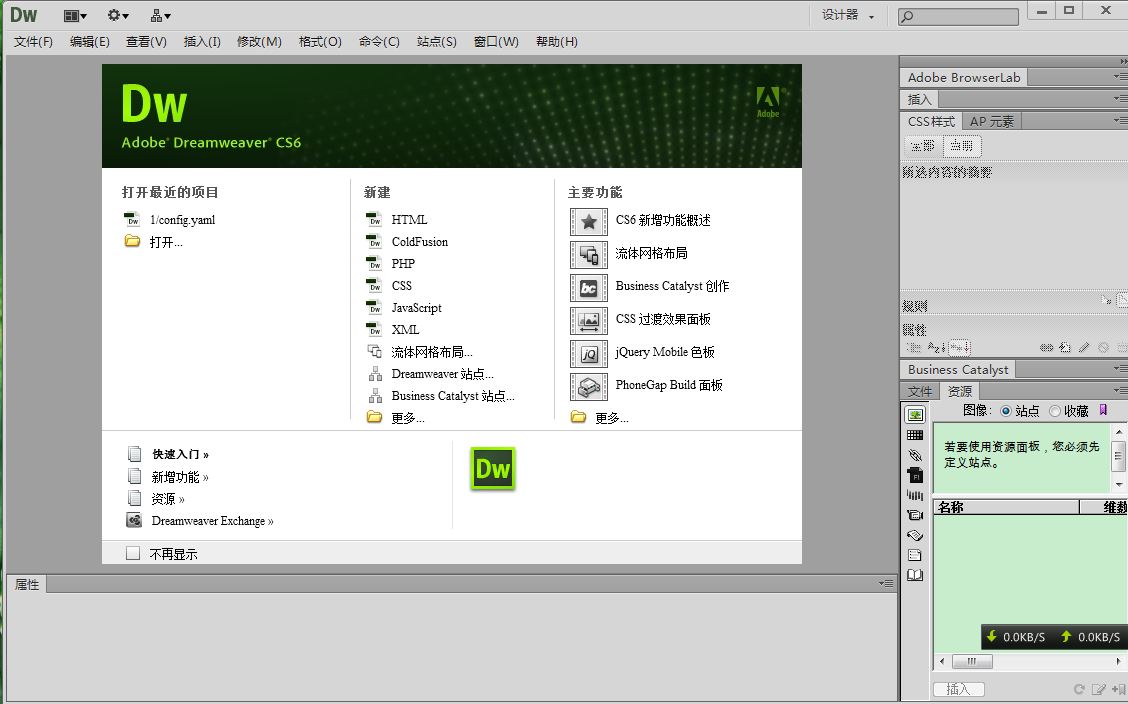 Dw
设计器
文件(F) 编辑(E) 查看(V) 插入(I) 修改(M) 格式(O) 命令(C) 站点(S) 窗口(W) 帮助(H)
Dw
Adobe® Dreamweaver® CS6
Adobe
打开最近的项目
1/config.yaml
打开...
新建
HTML
ColdFusion
PHP
CSS
JavaScript
XML
流体网格布局...
Dreamweaver 站点...
Business Catalyst 站点...
更多...
主要功能
CS6 新增功能概述
流体网格布局
bc
Business Catalyst 创作
CSS 过渡效果面板
jQ
jQuery Mobile 色板
PhoneGap Build 面板
更多...
快速入门 »
新增功能 »
资源 »
Dreamweaver Exchange »
Dw
不再显示
属性
Adobe BrowserLab
插入
CSS样式 AP 元素
全部 当前
所选内容的摘要
规则
属性
Business Catalyst
文件 资源
图像: 站点 收藏
若要使用资源面板，您必须先
定义站点。
名称 维数
0.0KB/S 0.0KB/S
插入